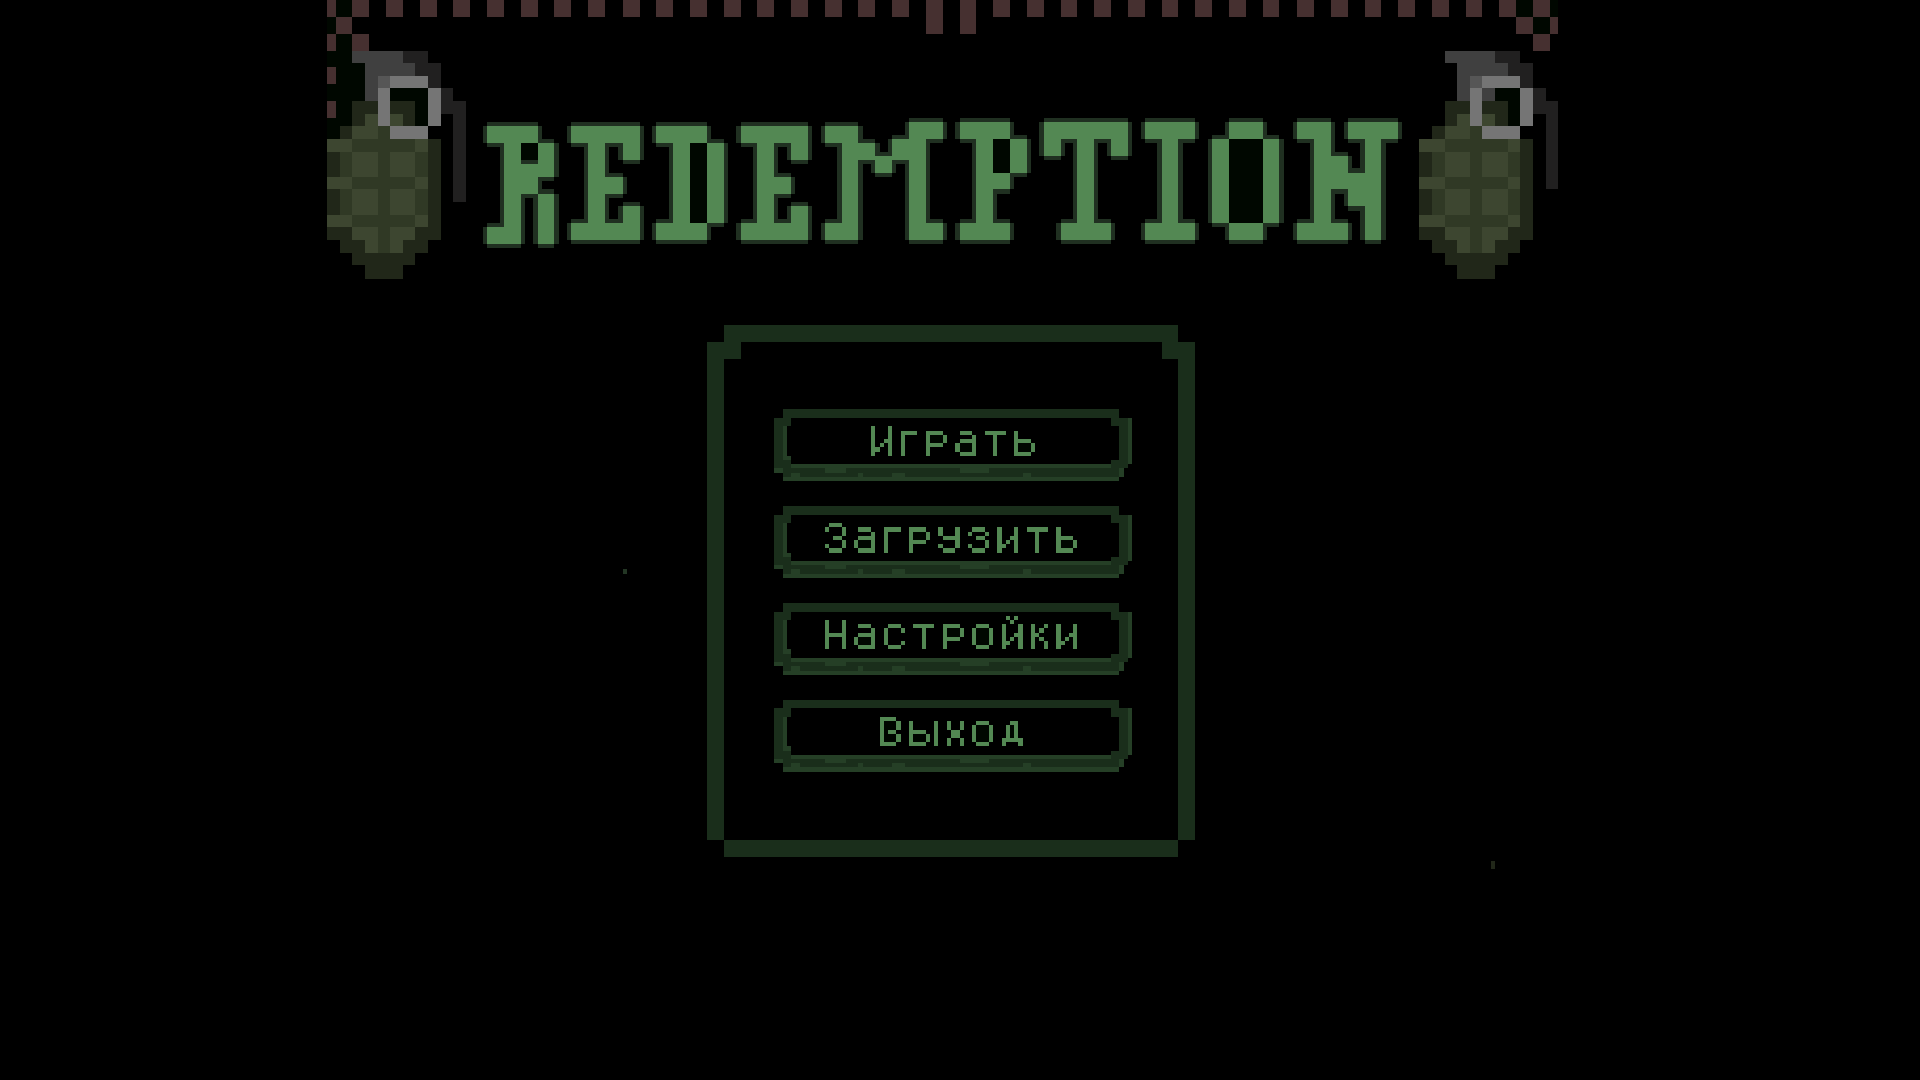 REDEMPTION
Играть
Загрузить
Настройки
Выход